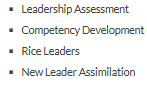 Leadership Assessment
Competency Development
Rice Leaders
New Leader Assimilation